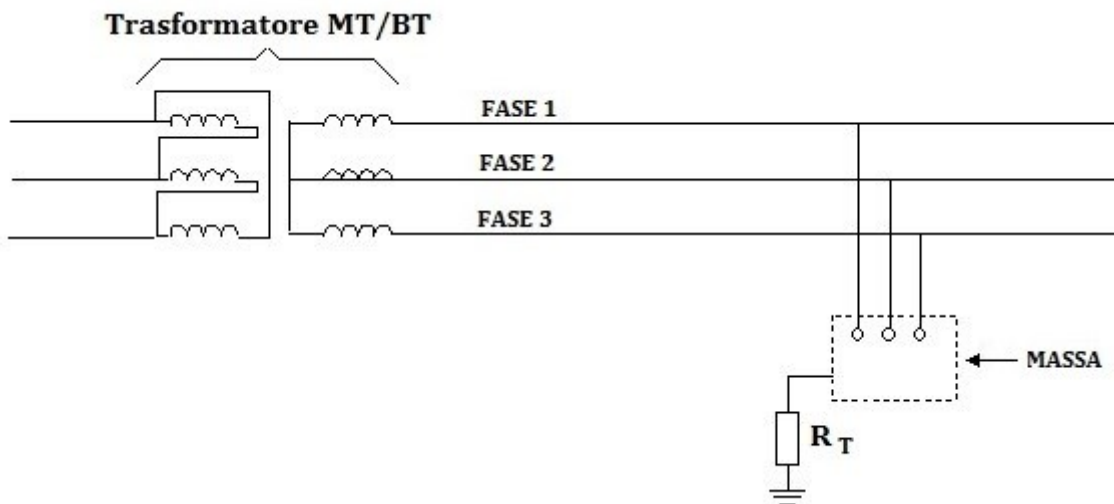 Trasformatore MT/BT
FASE 1
FASE 2
FASE 3
MASSA
R T